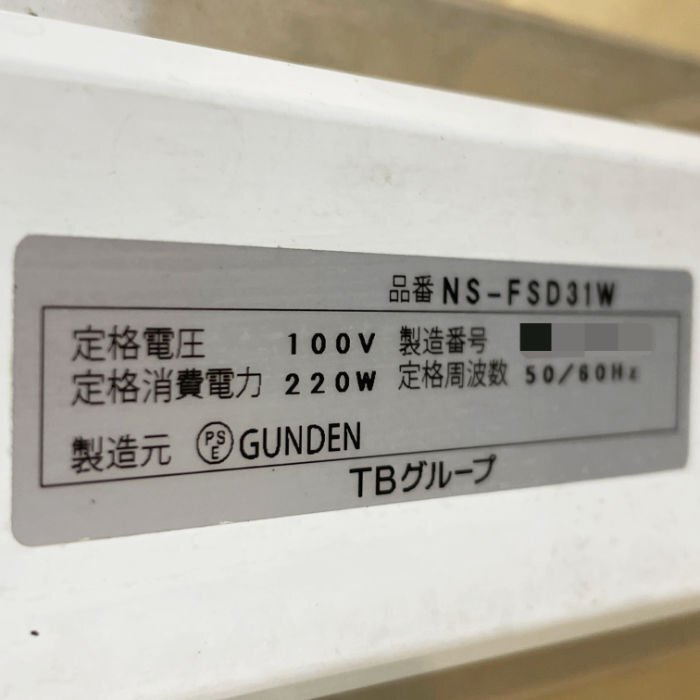 品番 NS-FSD31W
定格電圧 100V 製造番号
定格消費電力 220W 定格周波数 50/60Hz
製造元 PSE GUNDEN
TBグループ